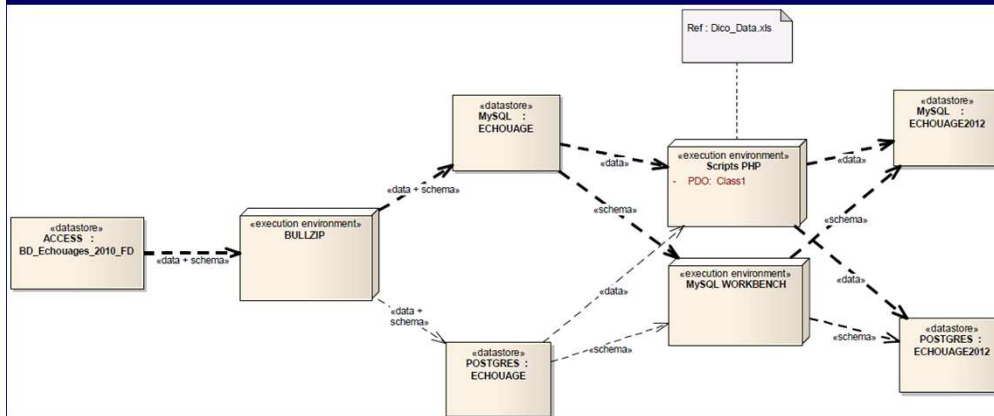 Ref : Dico_Data.xls
«datastore»
MySQL :
ECHOUAGE
«datastore»
MySQL :
ECHOUAGE2012
«data»
«execution environment»
Scripts PHP
- PDO: Class1
«data»
«data + schema»
«schema»
«schema»
«datastore»
ACCESS :
BD_Echouages_2010_FD
«data + schema»
«execution environment»
BULLZIP
«execution environment»
MySQL WORKBENCH
«data»
«data»
«data +
schema»
«schema»
«schema»
«datastore»
POSTGRES :
ECHOUAGE
«datastore»
POSTGRES :
ECHOUAGE2012